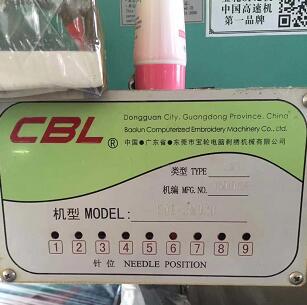 中国高速机
第一品牌
CBL®
Dongguan City, Guangdong Province, China
Baolun Computerized Embroidery Machinery Co., Ltd.
中国●广东省●东莞市宝轮电脑刺绣机械有限公司
类型 TYPE
机编 MFG.NO.
机型 MODEL:
1 2 3 4 5 6 7 8 9
针位 NEEDLE POSITION